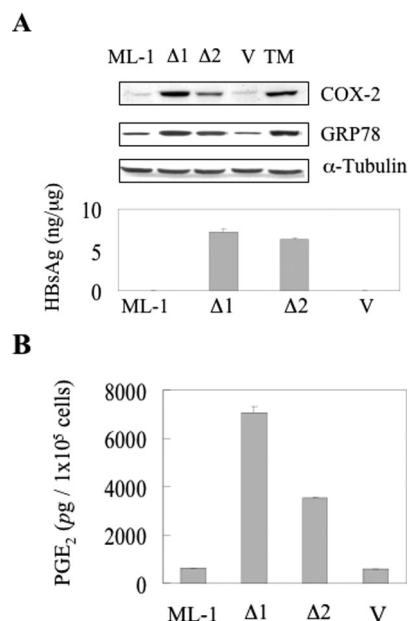 A
ML-1 Δ1 Δ2 V TM
COX-2
GRP78
α-Tubulin
HBsAg (ng/μg)
10
5
0
ML-1 Δ1 Δ2 V
B
PGE2 (pg / 1x10⁵ cells)
8000
6000
4000
2000
0
ML-1 Δ1 Δ2 V